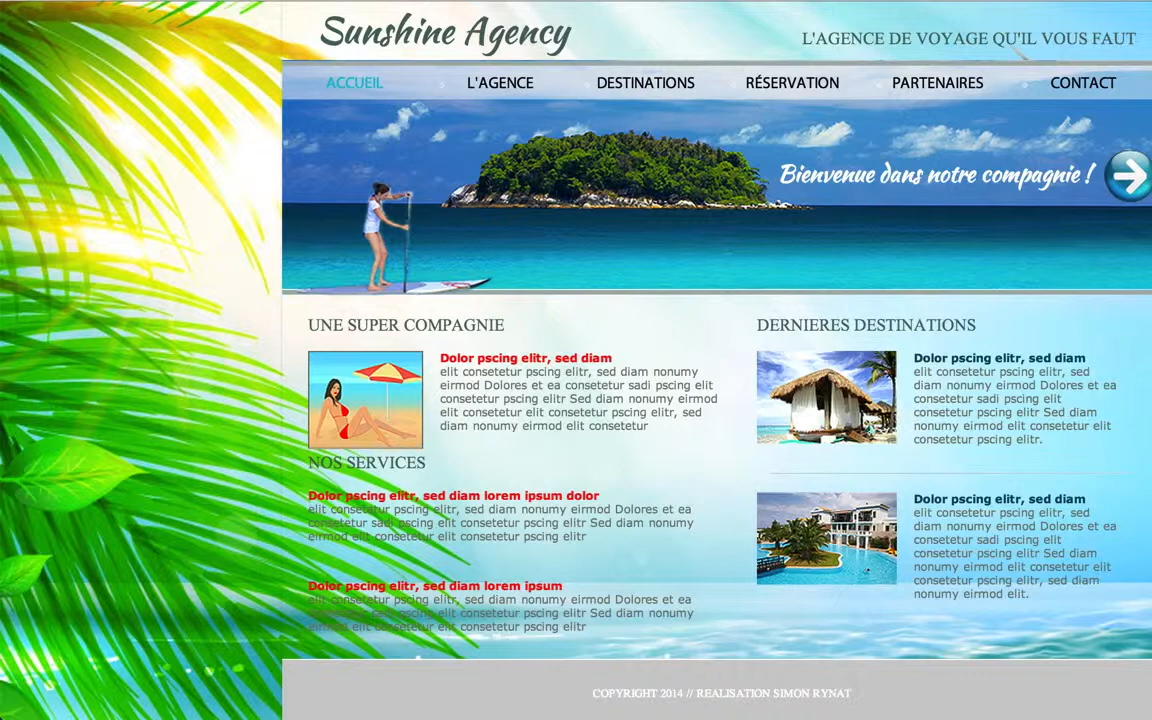 Sunshine Agency
L'AGENCE DE VOYAGE QU'IL VOUS FAUT
ACCUEIL L'AGENCE DESTINATIONS RÉSERVATION PARTENAIRES CONTACT
Bienvenue dans notre compagnie !
UNE SUPER COMPAGNIE
Dolor pscing elitr, sed diam
elit consetetur pscing elitr, sed diam nonumy
eirmod Dolores et ea consetetur sadi pscing elit
consetetur pscing elitr Sed diam nonumy eirmod
elit consetetur elit consetetur pscing elitr, sed
diam nonumy eirmod elit consetetur
NOS SERVICES
Dolor pscing elitr, sed diam lorem ipsum dolor
elit consetetur pscing elitr, sed diam nonumy eirmod Dolores et ea
consetetur sadi pscing elit consetetur pscing elitr Sed diam nonumy
eirmod elit consetetur elit consetetur pscing elitr
Dolor pscing elitr, sed diam lorem ipsum
elit consetetur pscing elitr, sed diam nonumy eirmod Dolores et ea
consetetur sadi pscing elit consetetur pscing elitr Sed diam nonumy
eirmod elit consetetur elit consetetur pscing elitr
DERNIERES DESTINATIONS
Dolor pscing elitr, sed diam
elit consetetur pscing elitr, sed
diam nonumy eirmod Dolores et ea
consetetur sadi pscing elit
consetetur pscing elitr Sed diam
nonumy eirmod elit consetetur elit
consetetur pscing elitr.
Dolor pscing elitr, sed diam
elit consetetur pscing elitr, sed
diam nonumy eirmod Dolores et ea
consetetur sadi pscing elit
consetetur pscing elitr Sed diam
nonumy eirmod elit consetetur elit
consetetur pscing elitr, sed diam
nonumy eirmod elit.
COPYRIGHT 2014 // REALISATION SIMON RYNAT